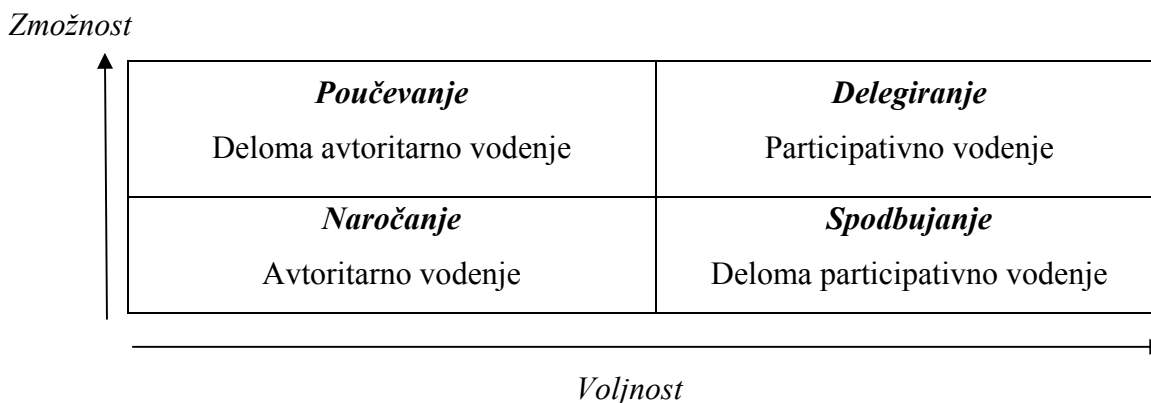 Zmožnost
Poučevanje
Deloma avtoritarno vodenje
Delegiranje
Participativno vodenje
Naročanje
Avtoritarno vodenje
Spodbujanje
Deloma participativno vodenje
Voljnost